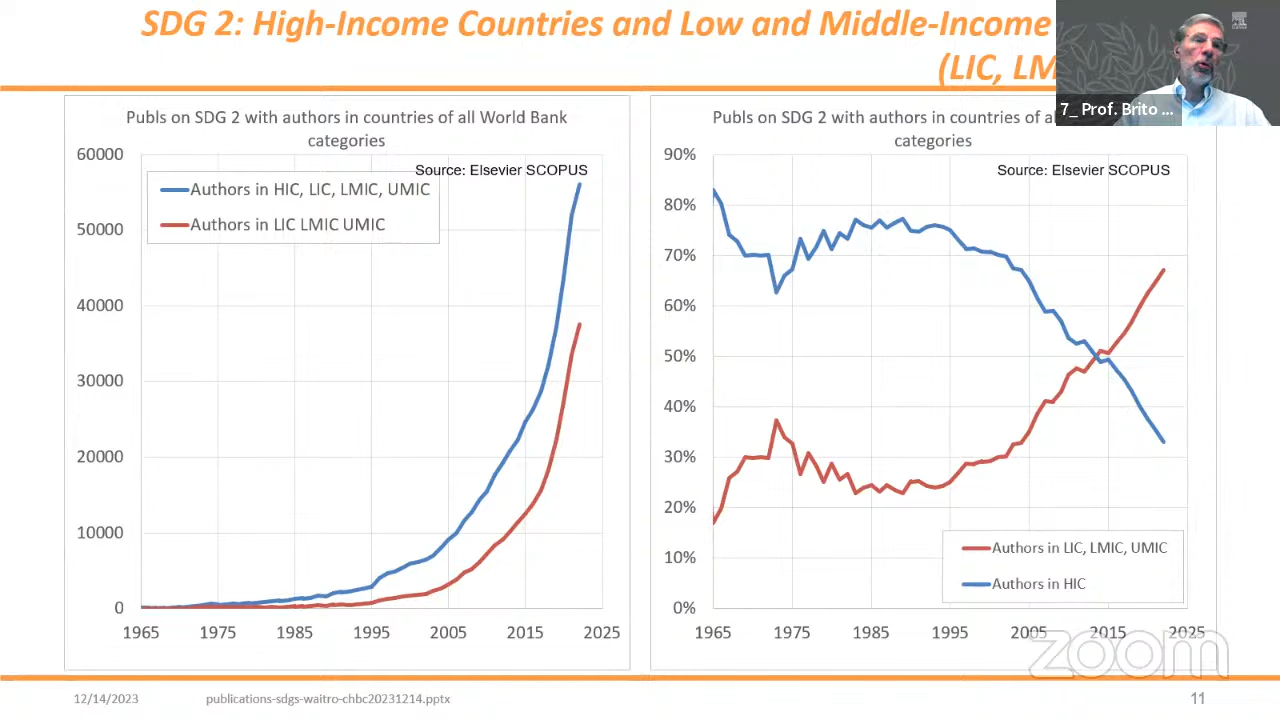 SDG 2: High-Income Countries and Low and Middle-Income
(LIC, LM
7_ Prof. Brito ...
Publs on SDG 2 with authors in countries of all World Bank
categories
Source: Elsevier SCOPUS
Authors in HIC, LIC, LMIC, UMIC
Authors in LIC LMIC UMIC
60000
50000
40000
30000
20000
10000
0
1965
1975
1985
1995
2005
2015
2025
Publs on SDG 2 with authors in countries of
categories
Source: Elsevier SCOPUS
90%
80%
70%
60%
50%
40%
30%
20%
10%
0%
Authors in LIC, LMIC, UMIC
Authors in HIC
1965
1975
1985
1995
2005
2015
2025
zoom
12/14/2023
publications-sdgs-waitro-chbc20231214.pptx
11